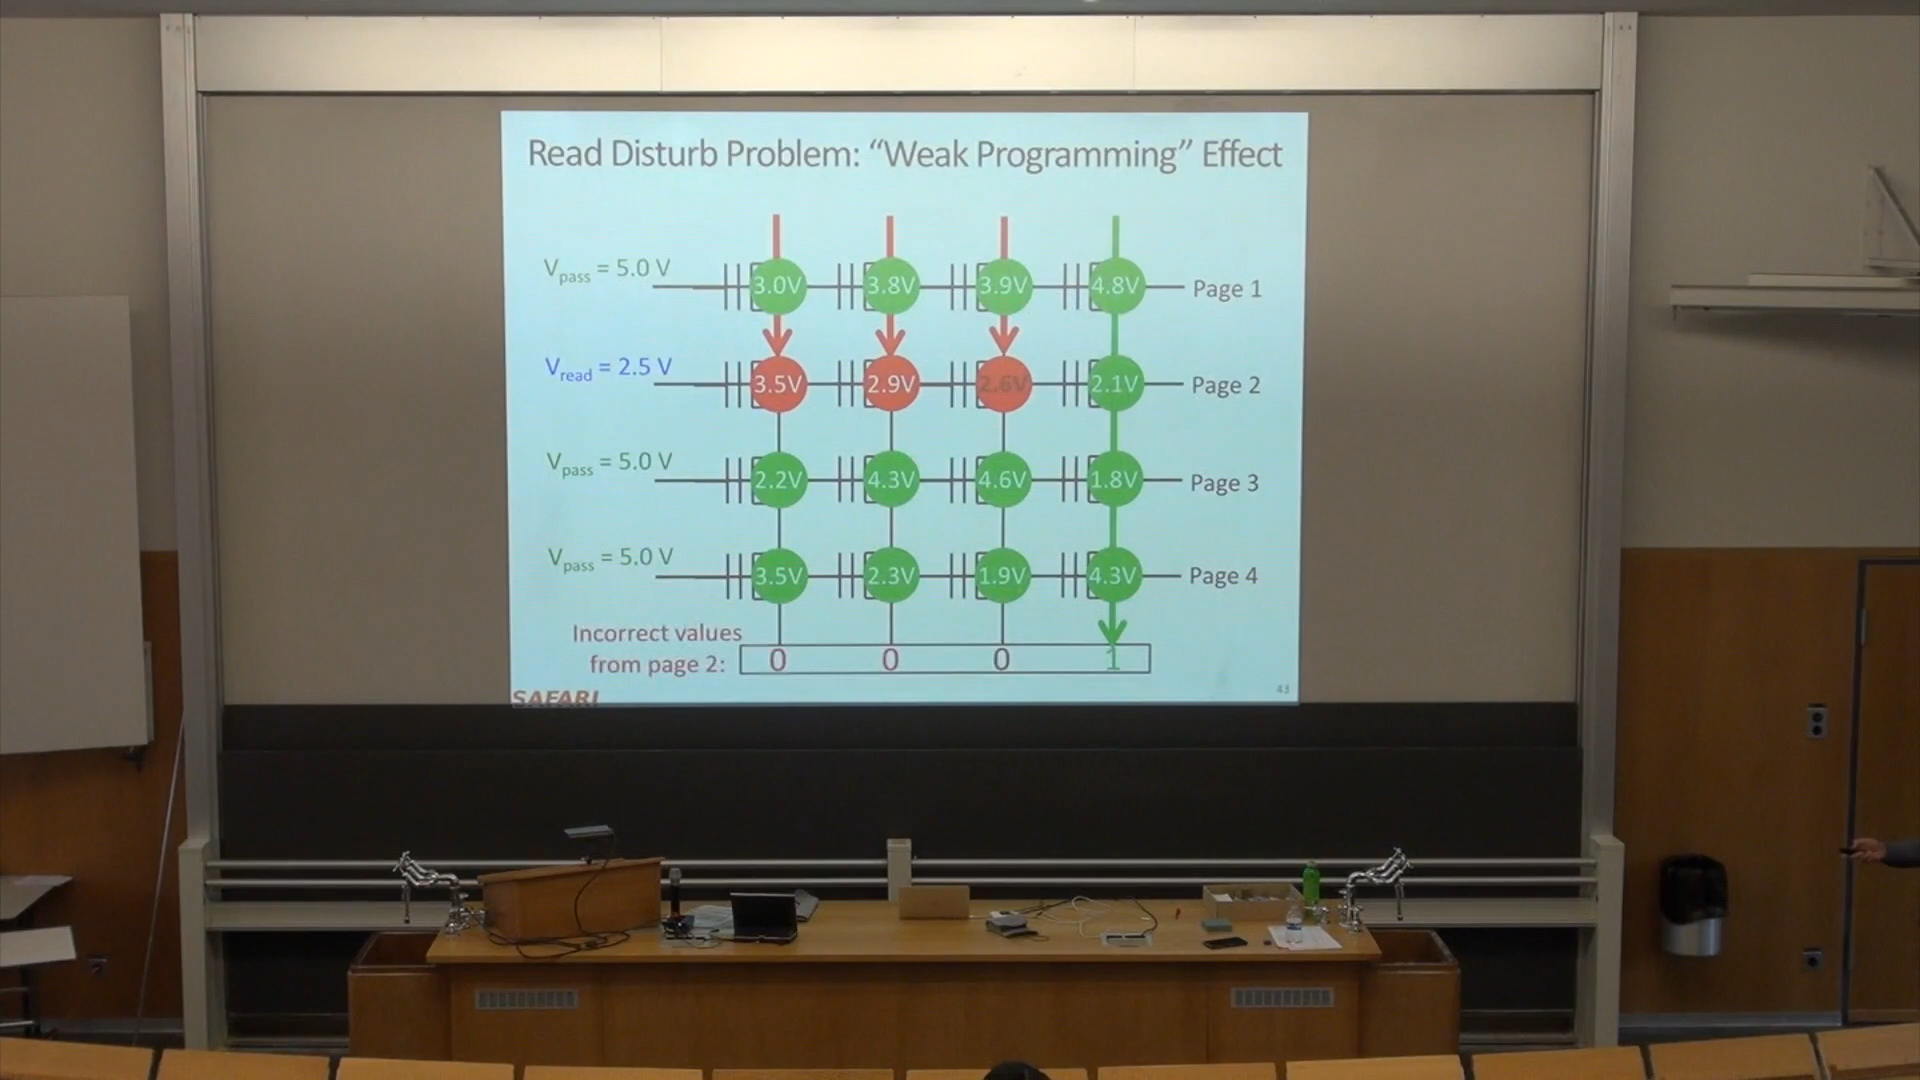 Read Disturb Problem: “Weak Programming” Effect
Vpass = 5.0 V 3.0V 3.8V 3.9V 4.8V Page 1
Vread = 2.5 V 3.5V 2.9V 2.6V 2.1V Page 2
Vpass = 5.0 V 2.2V 4.3V 4.6V 1.8V Page 3
Vpass = 5.0 V 3.5V 2.3V 1.9V 4.3V Page 4
Incorrect values
from page 2: 0 0 0 1
SAFARI 43